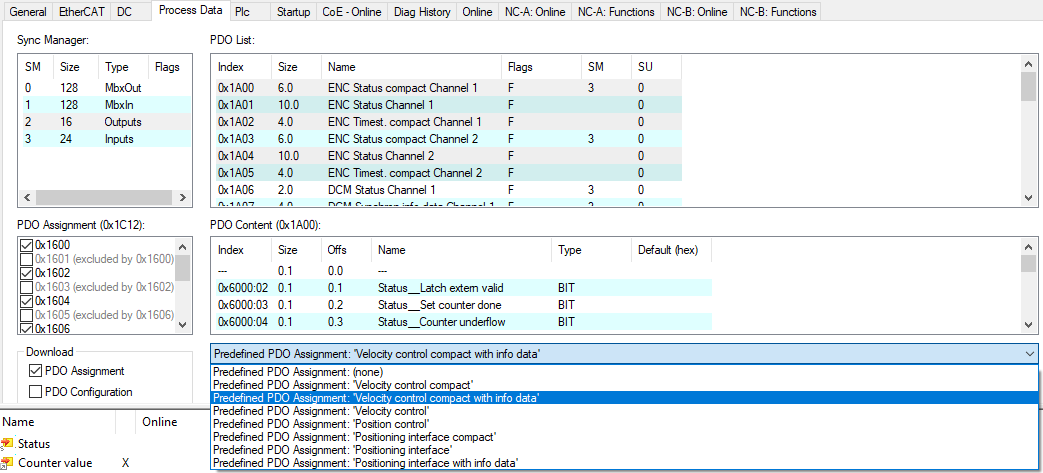 General EtherCAT DC Process Data Plc Startup CoE - Online Diag History Online NC-A: Online NC-A: Functions NC-B: Online NC-B: Functions
Sync Manager:
SM Size Type Flags
0 128 MbxOut
1 128 MbxIn
2 16 Outputs
3 24 Inputs
PDO List:
Index Size Name Flags SM SU
0x1A00 6.0 ENC Status compact Channel 1 F 3 0
0x1A01 10.0 ENC Status Channel 1 F 0
0x1A02 4.0 ENC Timest. compact Channel 1 F 0
0x1A03 6.0 ENC Status compact Channel 2 F 3 0
0x1A04 10.0 ENC Status Channel 2 F 0
0x1A05 4.0 ENC Timest. compact Channel 2 F 0
0x1A06 2.0 DCM Status Channel 1 F 3 0
0x1A07 4.0 DCM Synchron info data Channel 1 F 3 0
PDO Assignment (0x1C12):
0x1600
0x1601 (excluded by 0x1600)
0x1602
0x1603 (excluded by 0x1602)
0x1604
0x1605 (excluded by 0x1606)
0x1606
PDO Content (0x1A00):
Index Size Offs Name Type Default (hex)
--- 0.1 0.0 ---
0x6000:02 0.1 0.1 Status__Latch extern valid BIT
0x6000:03 0.1 0.2 Status__Set counter done BIT
0x6000:04 0.1 0.3 Status__Counter underflow BIT
Download
PDO Assignment
PDO Configuration
Predefined PDO Assignment: 'Velocity control compact with info data'
Predefined PDO Assignment: (none)
Predefined PDO Assignment: 'Velocity control compact'
Predefined PDO Assignment: 'Velocity control compact with info data'
Predefined PDO Assignment: 'Velocity control'
Predefined PDO Assignment: 'Position control'
Predefined PDO Assignment: 'Positioning interface compact'
Predefined PDO Assignment: 'Positioning interface'
Predefined PDO Assignment: 'Positioning interface with info data'
Name Online
Status
Counter value X